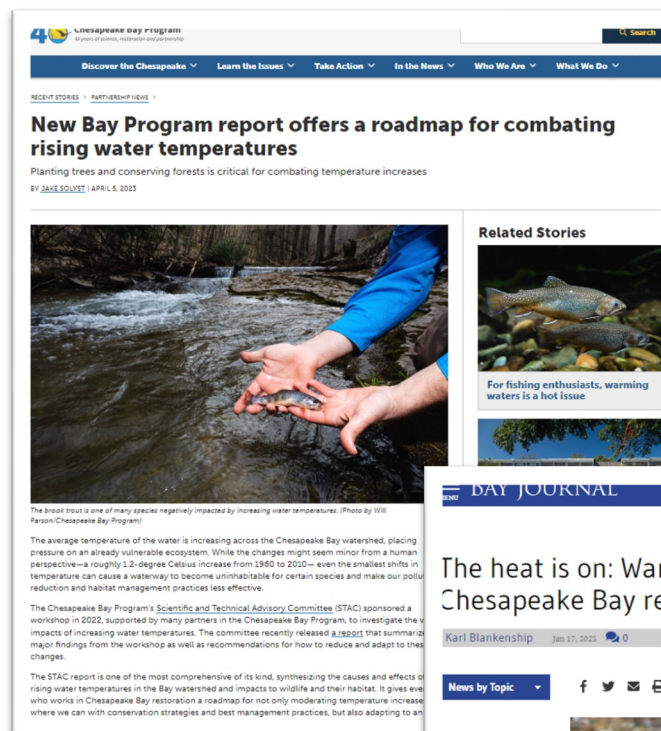 40 Chesapeake Bay Program
40 years of science, restoration and partnership
Search
Discover the Chesapeake Learn the Issues Take Action In the News Who We Are What We Do
RECENT STORIES > PARTNERSHIP NEWS >
New Bay Program report offers a roadmap for combating
rising water temperatures
Planting trees and conserving forests is critical for combating temperature increases
BY JAKE SOLYST | APRIL 5, 2023
The brook trout is one of many species negatively impacted by increasing water temperatures. (Photo by Will
Parson/Chesapeake Bay Program)
The average temperature of the water is increasing across the Chesapeake Bay watershed, placing
pressure on an already vulnerable ecosystem. While the changes might seem minor from a human
perspective—a roughly 1.2-degree Celsius increase from 1960 to 2010— even the smallest shifts in
temperature can cause a waterway to become uninhabitable for certain species and make our pollu
reduction and habitat management practices less effective.
The Chesapeake Bay Program's Scientific and Technical Advisory Committee (STAC) sponsored a
workshop in 2022, supported by many partners in the Chesapeake Bay Program, to investigate the v
impacts of increasing water temperatures. The committee recently released a report that summariz
major findings from the workshop as well as recommendations for how to reduce and adapt to thes
changes.
The STAC report is one of the most comprehensive of its kind, synthesizing the causes and effects o
rising water temperatures in the Bay watershed and impacts to wildlife and their habitat. It gives eve
who works in Chesapeake Bay restoration a roadmap for not only moderating temperature increase
where we can with conservation strategies and best management practices, but also adapting to an
Related Stories
For fishing enthusiasts, warming
waters is a hot issue
MENU BAY JOURNAL
The heat is on: War
Chesapeake Bay re
Karl Blankenship Jan 17, 2023 0
News by Topic